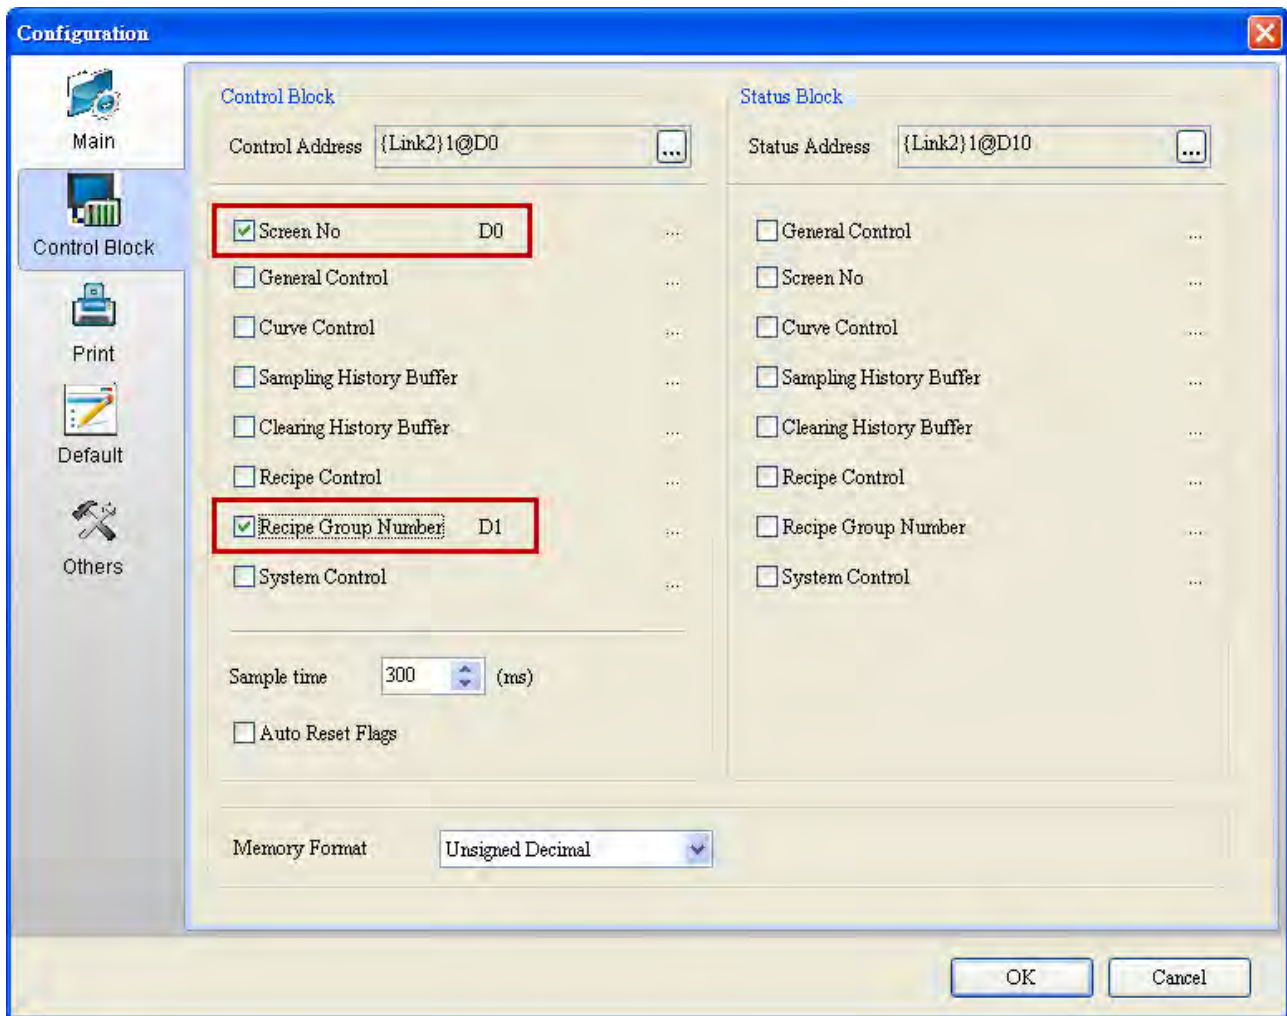 Configuration
Main
Control Block
Print
Default
Others
Control Block
Control Address {Link2}1@D0 ...
Screen No D0 ...
General Control ...
Curve Control ...
Sampling History Buffer ...
Clearing History Buffer ...
Recipe Control ...
Recipe Group Number D1 ...
System Control ...
Sample time 300 (ms)
Auto Reset Flags
Status Block
Status Address {Link2}1@D10 ...
General Control ...
Screen No ...
Curve Control ...
Sampling History Buffer ...
Clearing History Buffer ...
Recipe Control ...
Recipe Group Number ...
System Control ...
Memory Format Unsigned Decimal
OK Cancel